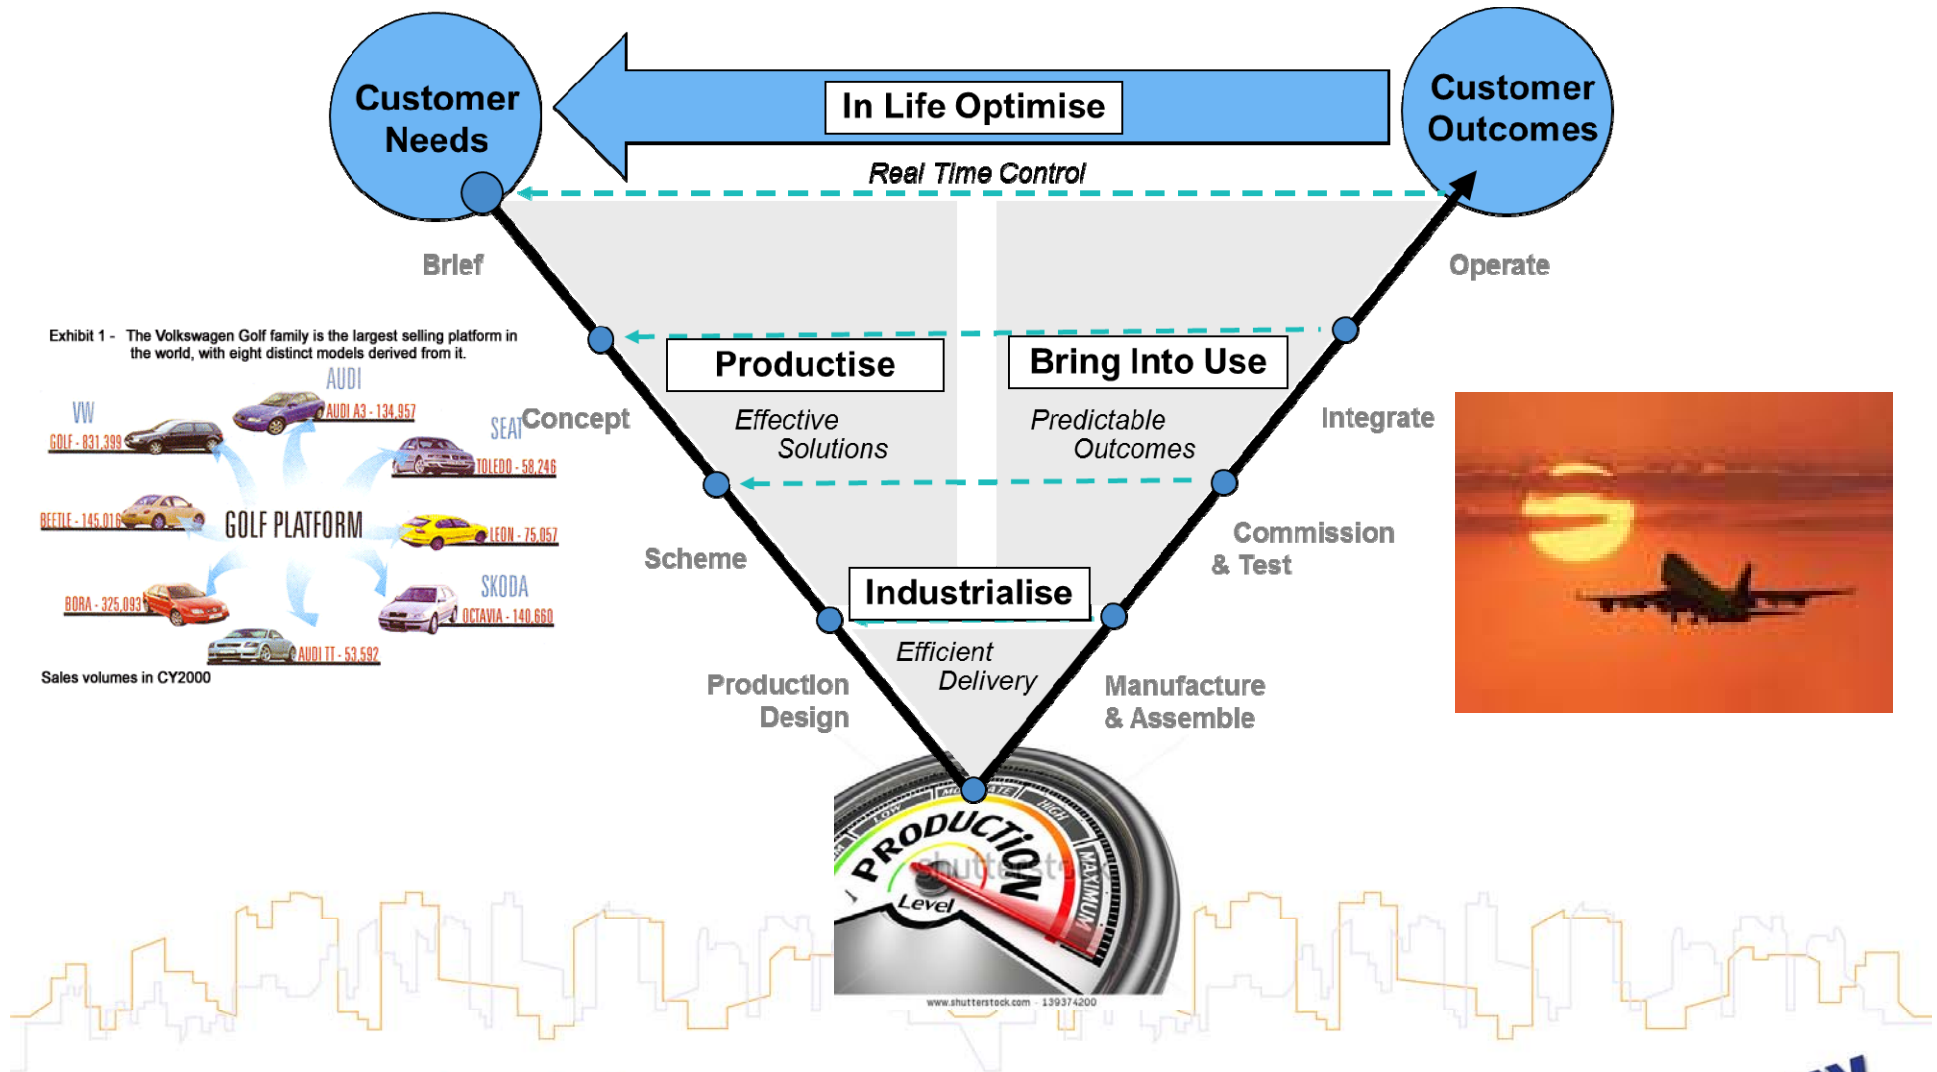 Customer
Needs
In Life Optimise
Customer
Outcomes
Real Time Control
Brief
Operate
Exhibit 1 - The Volkswagen Golf family is the largest selling platform in
the world, with eight distinct models derived from it.
Productise
Bring Into Use
AUDI
AUDI A3 - 134,957
VW
GOLF - 831,399
SEAT
TOLEDO - 58,246
Concept
Effective
Solutions
Predictable
Outcomes
Integrate
BEETLE - 145,016
GOLF PLATFORM
LEON - 75,057
Scheme
Commission
& Test
SKODA
OCTAVIA - 140,660
BORA - 325,093
AUDI TT - 53,592
Sales volumes in CY2000
Industrialise
Efficient
Delivery
Production
Design
Manufacture
& Assemble
LOW
HIGH
MAXIMUM
PRODUCTION
Level
shutterstock
www.shutterstock.com · 139374200